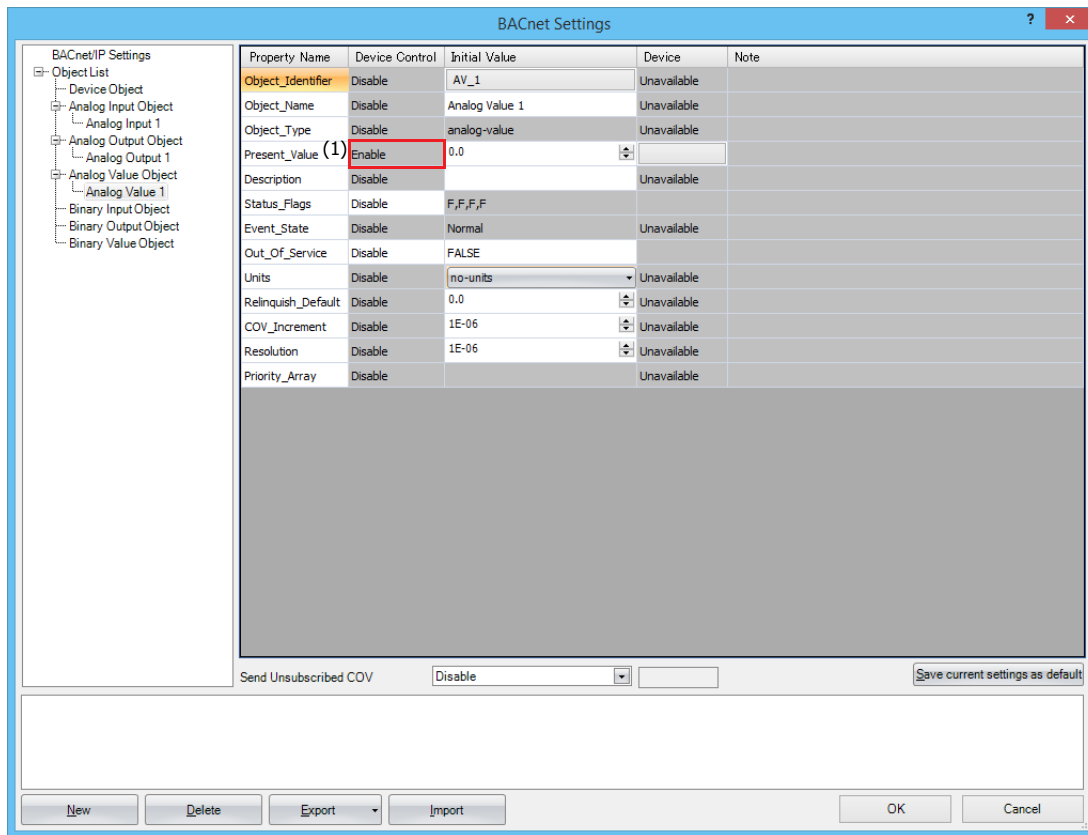 BACnet Settings ? ×
BACnet/IP Settings
Object List
Device Object
Analog Input Object
Analog Input 1
Analog Output Object
Analog Output 1
Analog Value Object
Analog Value 1
Binary Input Object
Binary Output Object
Binary Value Object
Property Name Device Control Initial Value Device Note
Object_Identifier Disable AV_1 Unavailable
Object_Name Disable Analog Value 1 Unavailable
Object_Type Disable analog-value Unavailable
Present_Value (1) Enable 0.0
Description Disable Unavailable
Status_Flags Disable F,F,F,F
Event_State Disable Normal Unavailable
Out_Of_Service Disable FALSE
Units Disable no-units Unavailable
Relinquish_Default Disable 0.0 Unavailable
COV_Increment Disable 1E-06 Unavailable
Resolution Disable 1E-06 Unavailable
Priority_Array Disable Unavailable
Send Unsubscribed COV Disable Save current settings as default
New Delete Export Import OK Cancel